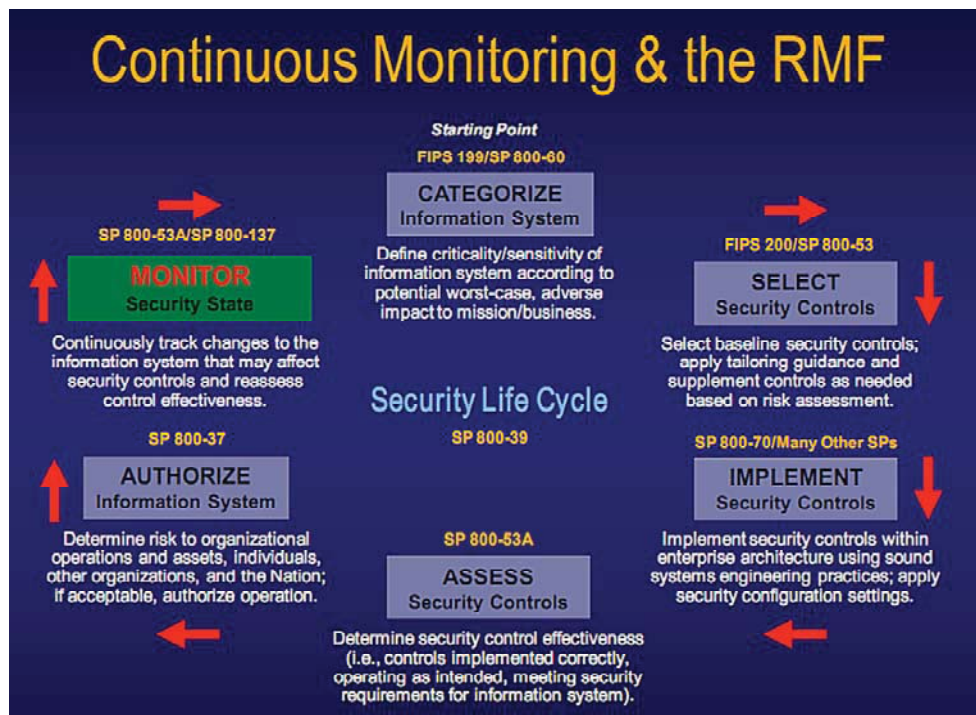 Continuous Monitoring & the RMF
Starting Point
FIPS 199/SP 800-60
CATEGORIZE
Information System
Define criticality/sensitivity of
information system according to
potential worst-case, adverse
impact to mission/business.
FIPS 200/SP 800-53
SELECT
Security Controls
Select baseline security controls;
apply tailoring guidance and
supplement controls as needed
based on risk assessment.
SP 800-70/Many Other SPs
IMPLEMENT
Security Controls
Implement security controls within
enterprise architecture using sound
systems engineering practices; apply
security configuration settings.
SP 800-53A
ASSESS
Security Controls
Determine security control effectiveness
(i.e., controls implemented correctly,
operating as intended, meeting security
requirements for information system).
SP 800-37
AUTHORIZE
Information System
Determine risk to organizational
operations and assets, individuals,
other organizations, and the Nation;
if acceptable, authorize operation.
SP 800-53A/SP 800-137
MONITOR
Security State
Continuously track changes to the
information system that may affect
security controls and reassess
control effectiveness.
Security Life Cycle
SP 800-39